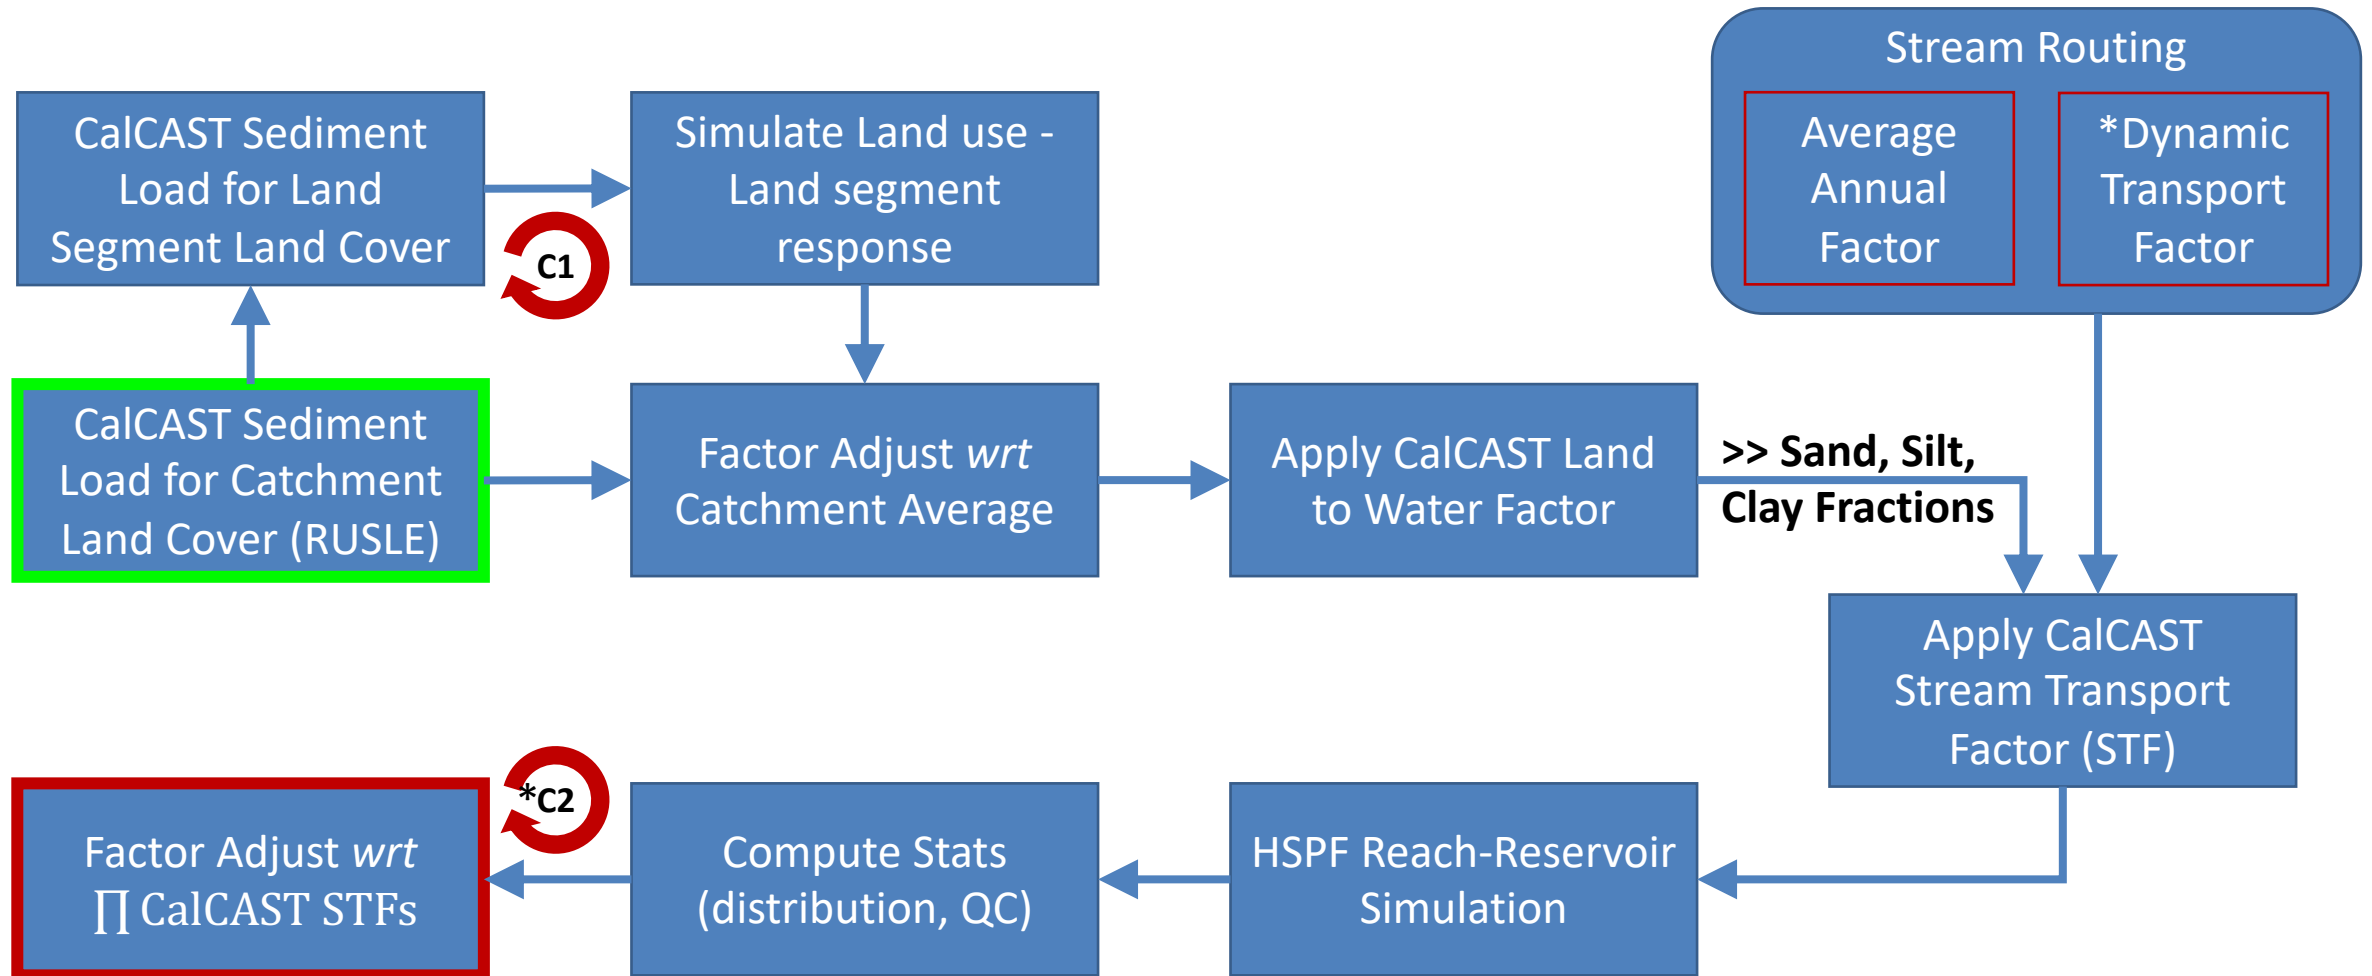 CalCAST Sediment
Load for Land
Segment Land Cover
C1
Simulate Land use -
Land segment
response
Stream Routing
Average
Annual
Factor
*Dynamic
Transport
Factor
CalCAST Sediment
Load for Catchment
Land Cover (RUSLE)
Factor Adjust wrt
Catchment Average
Apply CalCAST Land
to Water Factor
>> Sand, Silt,
Clay Fractions
Apply CalCAST
Stream Transport
Factor (STF)
HSPF Reach-Reservoir
Simulation
Compute Stats
(distribution, QC)
*C2
Factor Adjust wrt
∏ CalCAST STFs